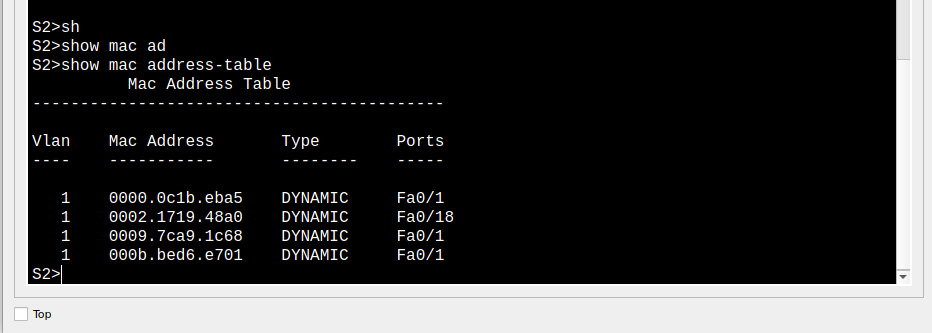 S2>sh
S2>show mac ad
S2>show mac address-table
          Mac Address Table
-------------------------------------------

Vlan    Mac Address       Type        Ports
----    -----------       --------    -----

   1    0000.0c1b.eba5    DYNAMIC     Fa0/1
   1    0002.1719.48a0    DYNAMIC     Fa0/18
   1    0009.7ca9.1c68    DYNAMIC     Fa0/1
   1    000b.bed6.e701    DYNAMIC     Fa0/1
S2>
Top